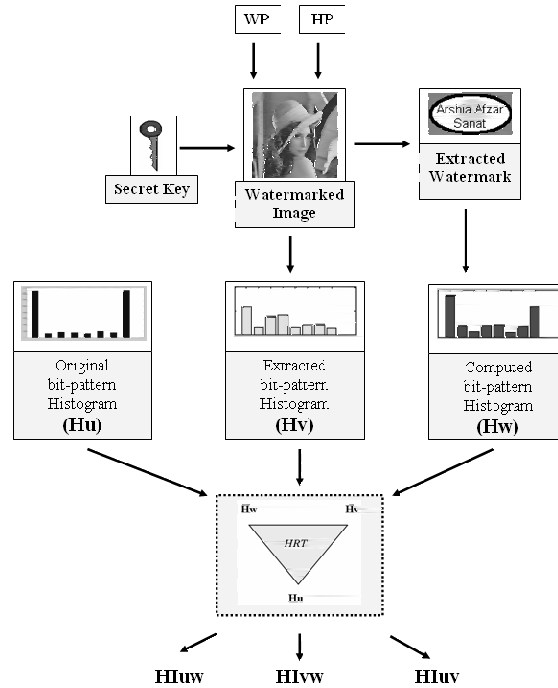 WP
HP
Arshia Afzar
Sanat
Secret Key
Watermarked
Image
Extracted
Watermark
Original
bit-pattern
Histogram
(Hu)
Extracted
bit-pattern
Histogram
(Hv)
Computed
bit-pattern
Histogram
(Hw)
Hw
Hv
HRT
Hu
HIuw
HIvw
HIuv